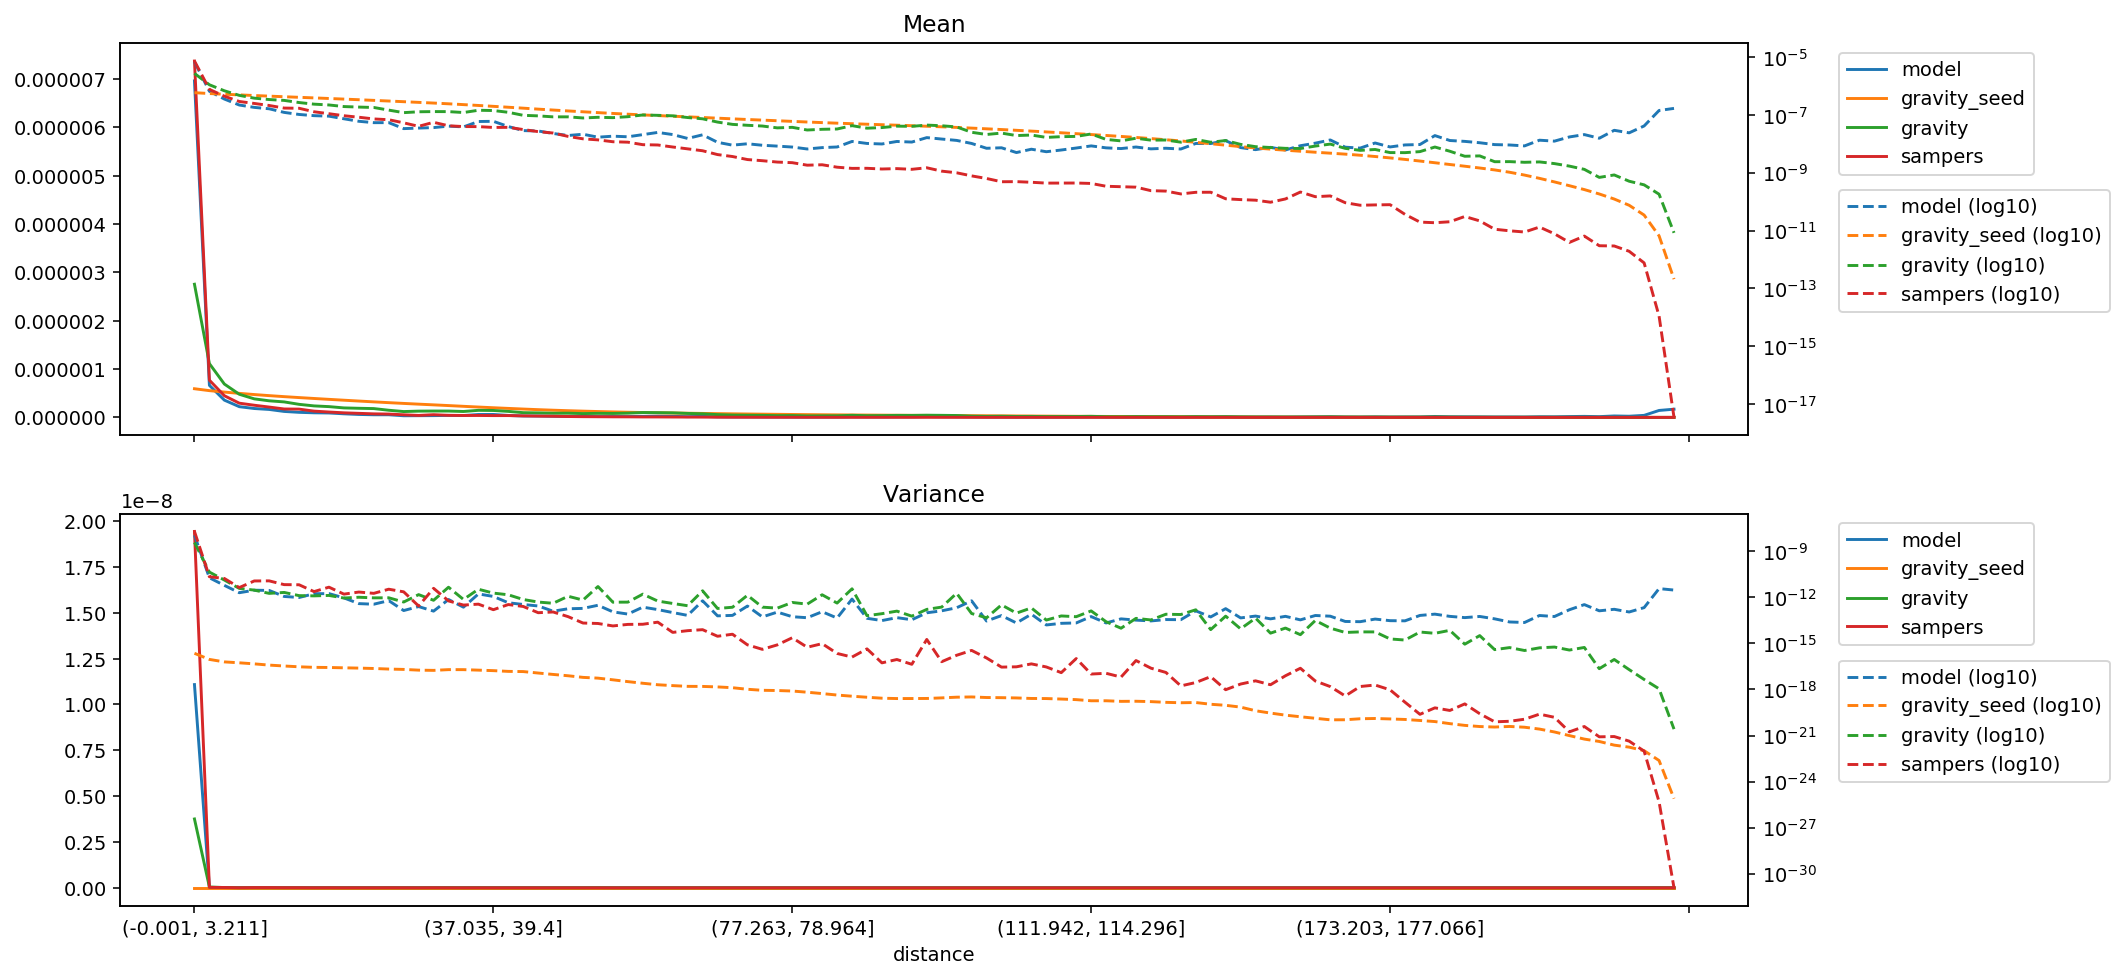 Mean
0.000007
0.000006
0.000005
0.000004
0.000003
0.000002
0.000001
0.000000
10−5
10−7
10−9
10−11
10−13
10−15
10−17
model
gravity_seed
gravity
sampers
model (log10)
gravity_seed (log10)
gravity (log10)
sampers (log10)
Variance
1e−8
2.00
1.75
1.50
1.25
1.00
0.75
0.50
0.25
0.00
10−9
10−12
10−15
10−18
10−21
10−24
10−27
10−30
model
gravity_seed
gravity
sampers
model (log10)
gravity_seed (log10)
gravity (log10)
sampers (log10)
(-0.001, 3.211] (37.035, 39.4] (77.263, 78.964] (111.942, 114.296] (173.203, 177.066]
distance